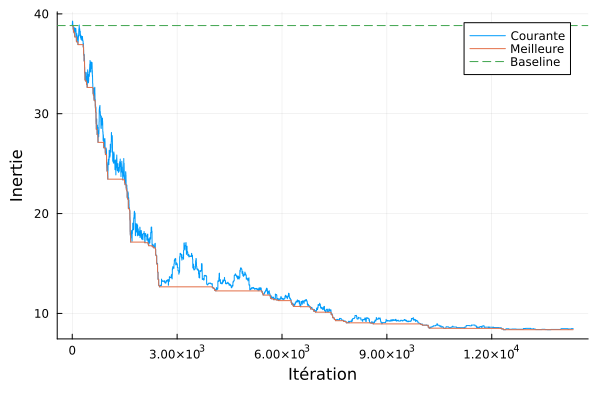 Inertie
40
30
20
10
Courante
Meilleure
Baseline
0
3.00×10³
6.00×10³
9.00×10³
1.20×10⁴
Itération